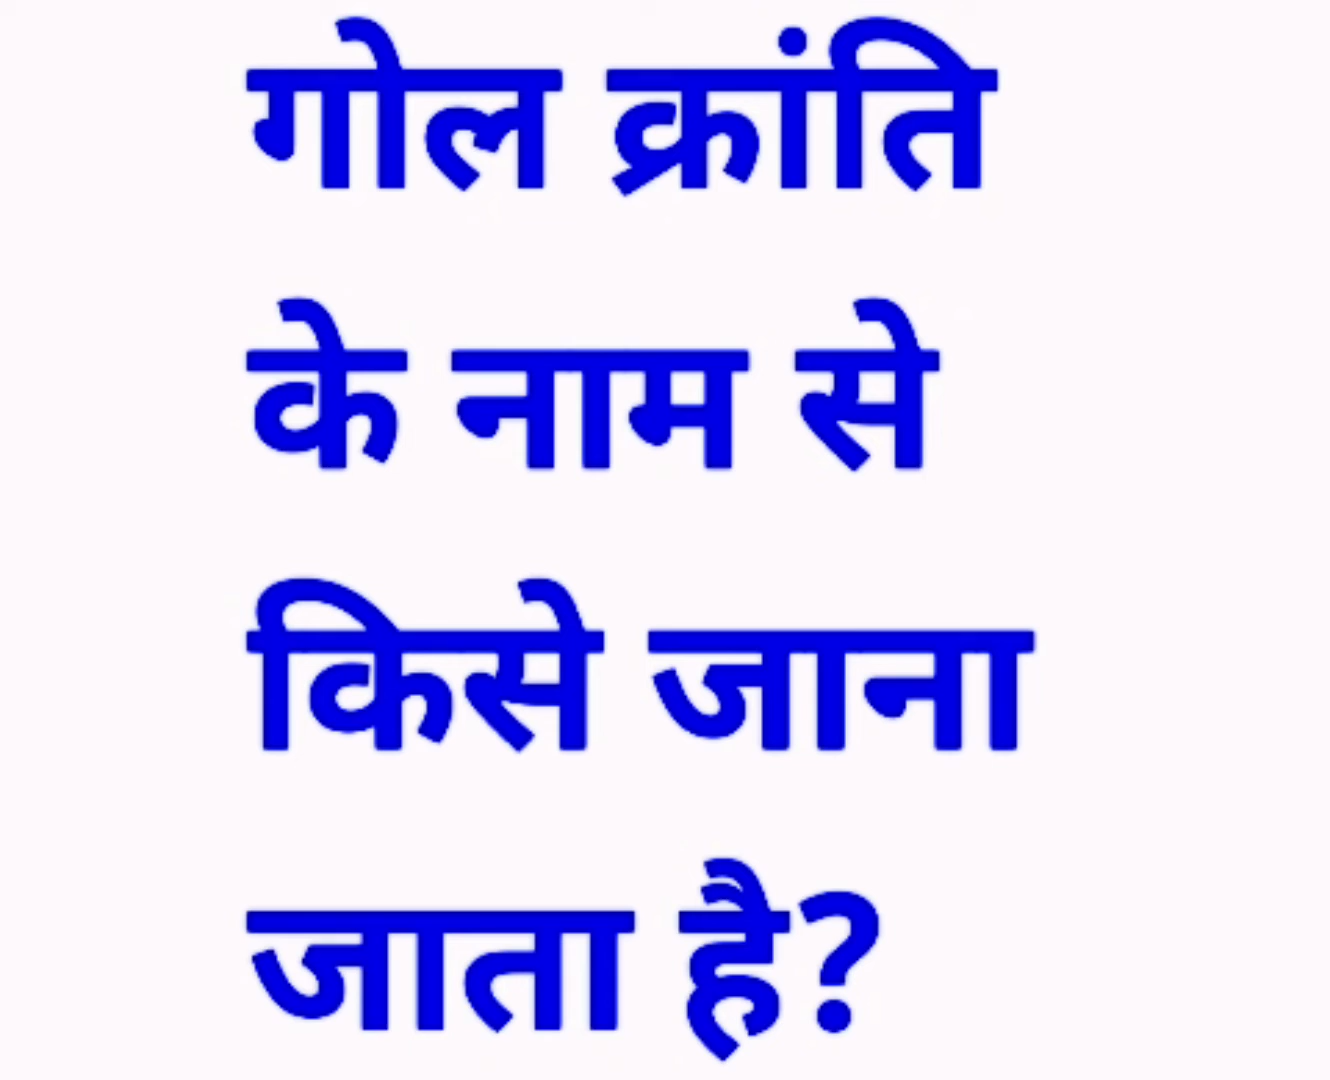 गोल क्रांति
के नाम से
किसे जाना
जाता है?